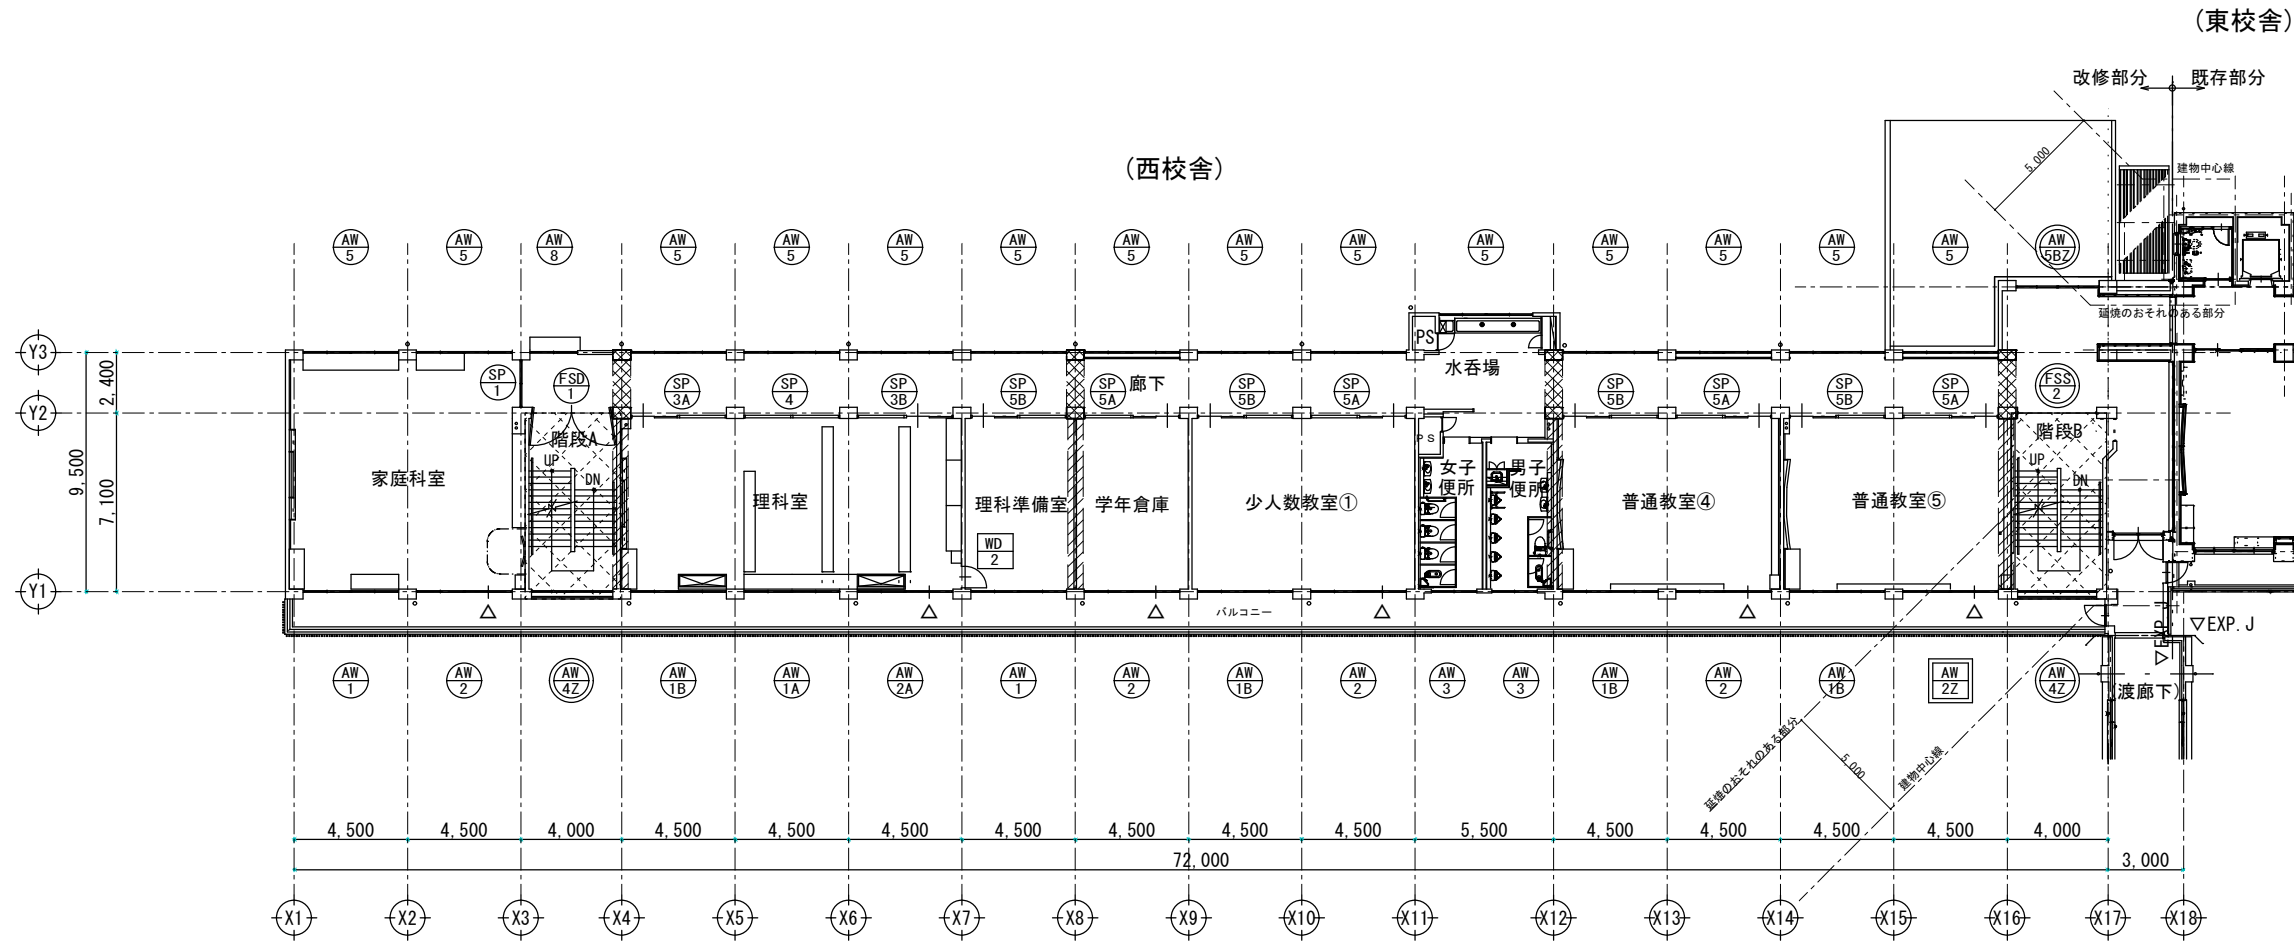 (東校舎)
改修部分 既存部分
(西校舎)
5,000
建物中心線
AW 5
AW 5
AW 8
AW 5
AW 5
AW 5
AW 5
AW 5
AW 5
AW 5
AW 5
AW 5
AW 5
AW 5
AW 5
AW 5BZ
延焼のおそれのある部分
Y3
Y2
Y1
2,400
7,100
9,500
PS
水呑場
SP 1
FSD 1
SP 3A
SP 4
SP 3B
SP 5B
SP 5A
廊下
SP 5B
SP 5A
SP 5B
SP 5A
SP 5B
SP 5A
FSS 2
階段A
UP
DN
PS
階段B
UP
DN
家庭科室
理科室
理科準備室
学年倉庫
少人数教室①
女子
便所
男子
便所
普通教室④
普通教室⑤
WD 2
バルコニー
▽EXP.J
▽EXP.J
(渡廊下)
AW 1
AW 2
AW 4Z
AW 1B
AW 1A
AW 2A
AW 1
AW 2
AW 1B
AW 2
AW 3
AW 3
AW 1B
AW 2
AW 1B
AW 2Z
AW 4Z
延焼のおそれのある部分
5,000
建物中心線
4,500 4,500 4,000 4,500 4,500 4,500 4,500 4,500 4,500 4,500 5,500 4,500 4,500 4,500 4,500 4,000
72,000
3,000
X1 X2 X3 X4 X5 X6 X7 X8 X9 X10 X11 X12 X13 X14 X15 X16 X17 X18